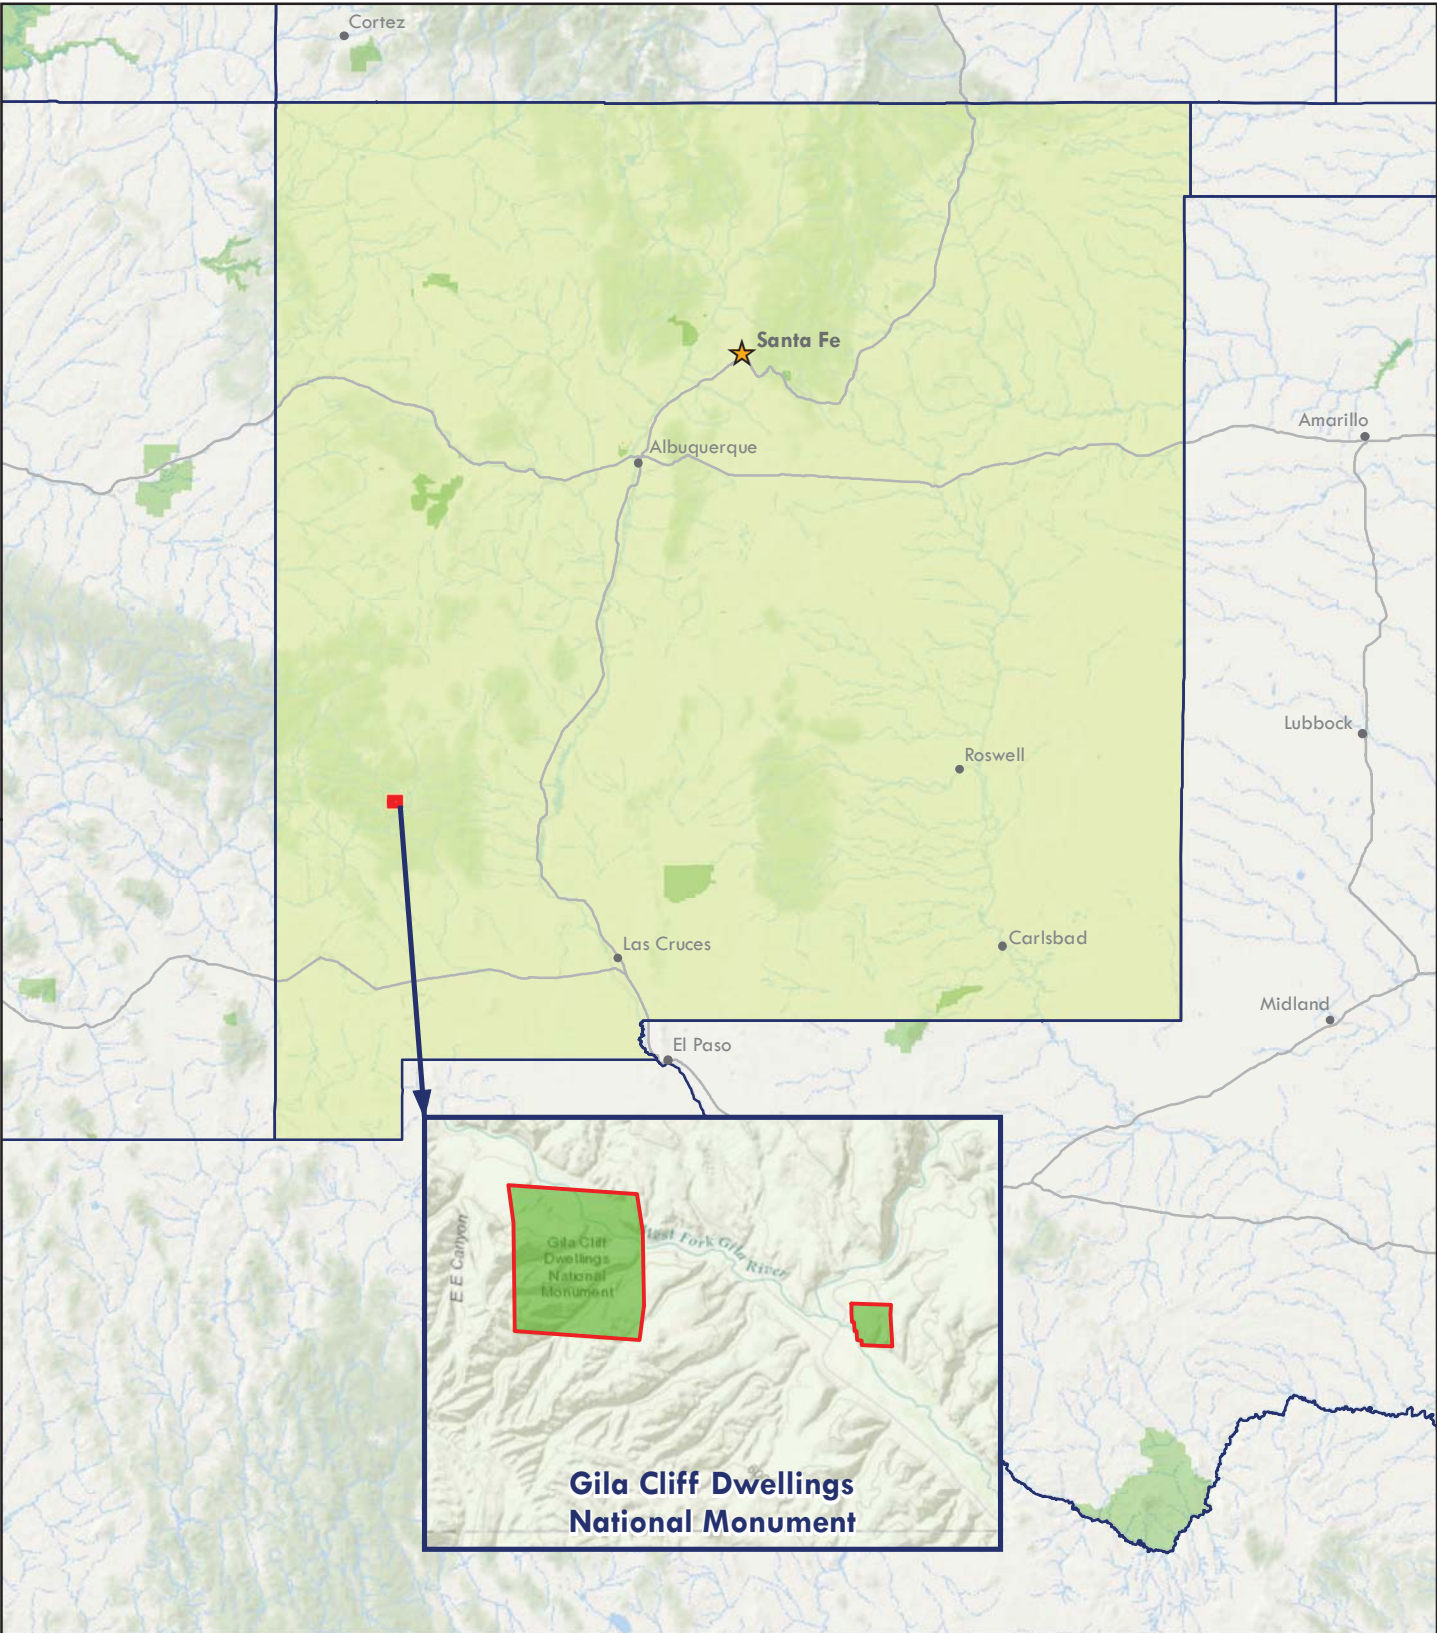 Cortez
Santa Fe
Amarillo
Albuquerque
Lubbock
Roswell
Las Cruces
Carlsbad
Midland
El Paso
E E Canyon
Gila Cliff
Dwellings
National
Monument
West Fork Gila River
Gila Cliff Dwellings
National Monument